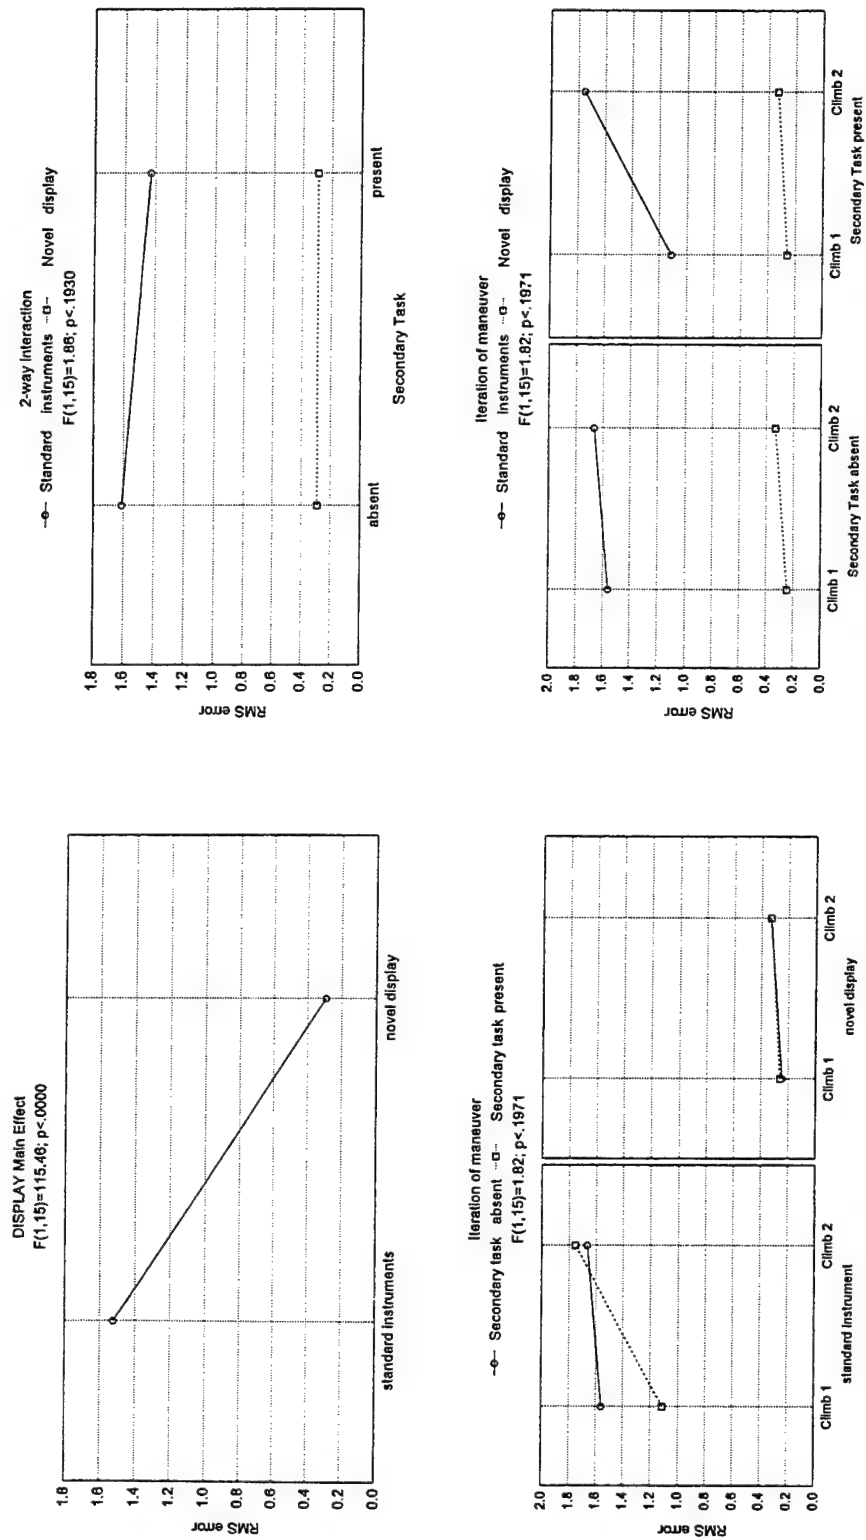 DISPLAY Main Effect
F(1,15)=115.46; p<.0000
1.8
1.6
1.4
1.2
1.0
0.8
0.6
0.4
0.2
0.0
RMS error
standard instruments
novel display
2-way interaction
Standard instruments Novel display
F(1,15)=1.86; p<.1930
1.8
1.6
1.4
1.2
1.0
0.8
0.6
0.4
0.2
0.0
RMS error
absent
present
Secondary Task
Iteration of maneuver
Secondary task absent Secondary task present
F(1,15)=1.82; p<.1971
2.0
1.8
1.6
1.4
1.2
1.0
0.8
0.6
0.4
0.2
0.0
RMS error
Climb 1
Climb 2
standard instrument
Climb 1
Climb 2
novel display
Iteration of maneuver
Standard instruments Novel display
F(1,15)=1.82; p<.1971
2.0
1.8
1.6
1.4
1.2
1.0
0.8
0.6
0.4
0.2
0.0
RMS error
Climb 1
Climb 2
Secondary Task absent
Climb 1
Climb 2
Secondary Task present